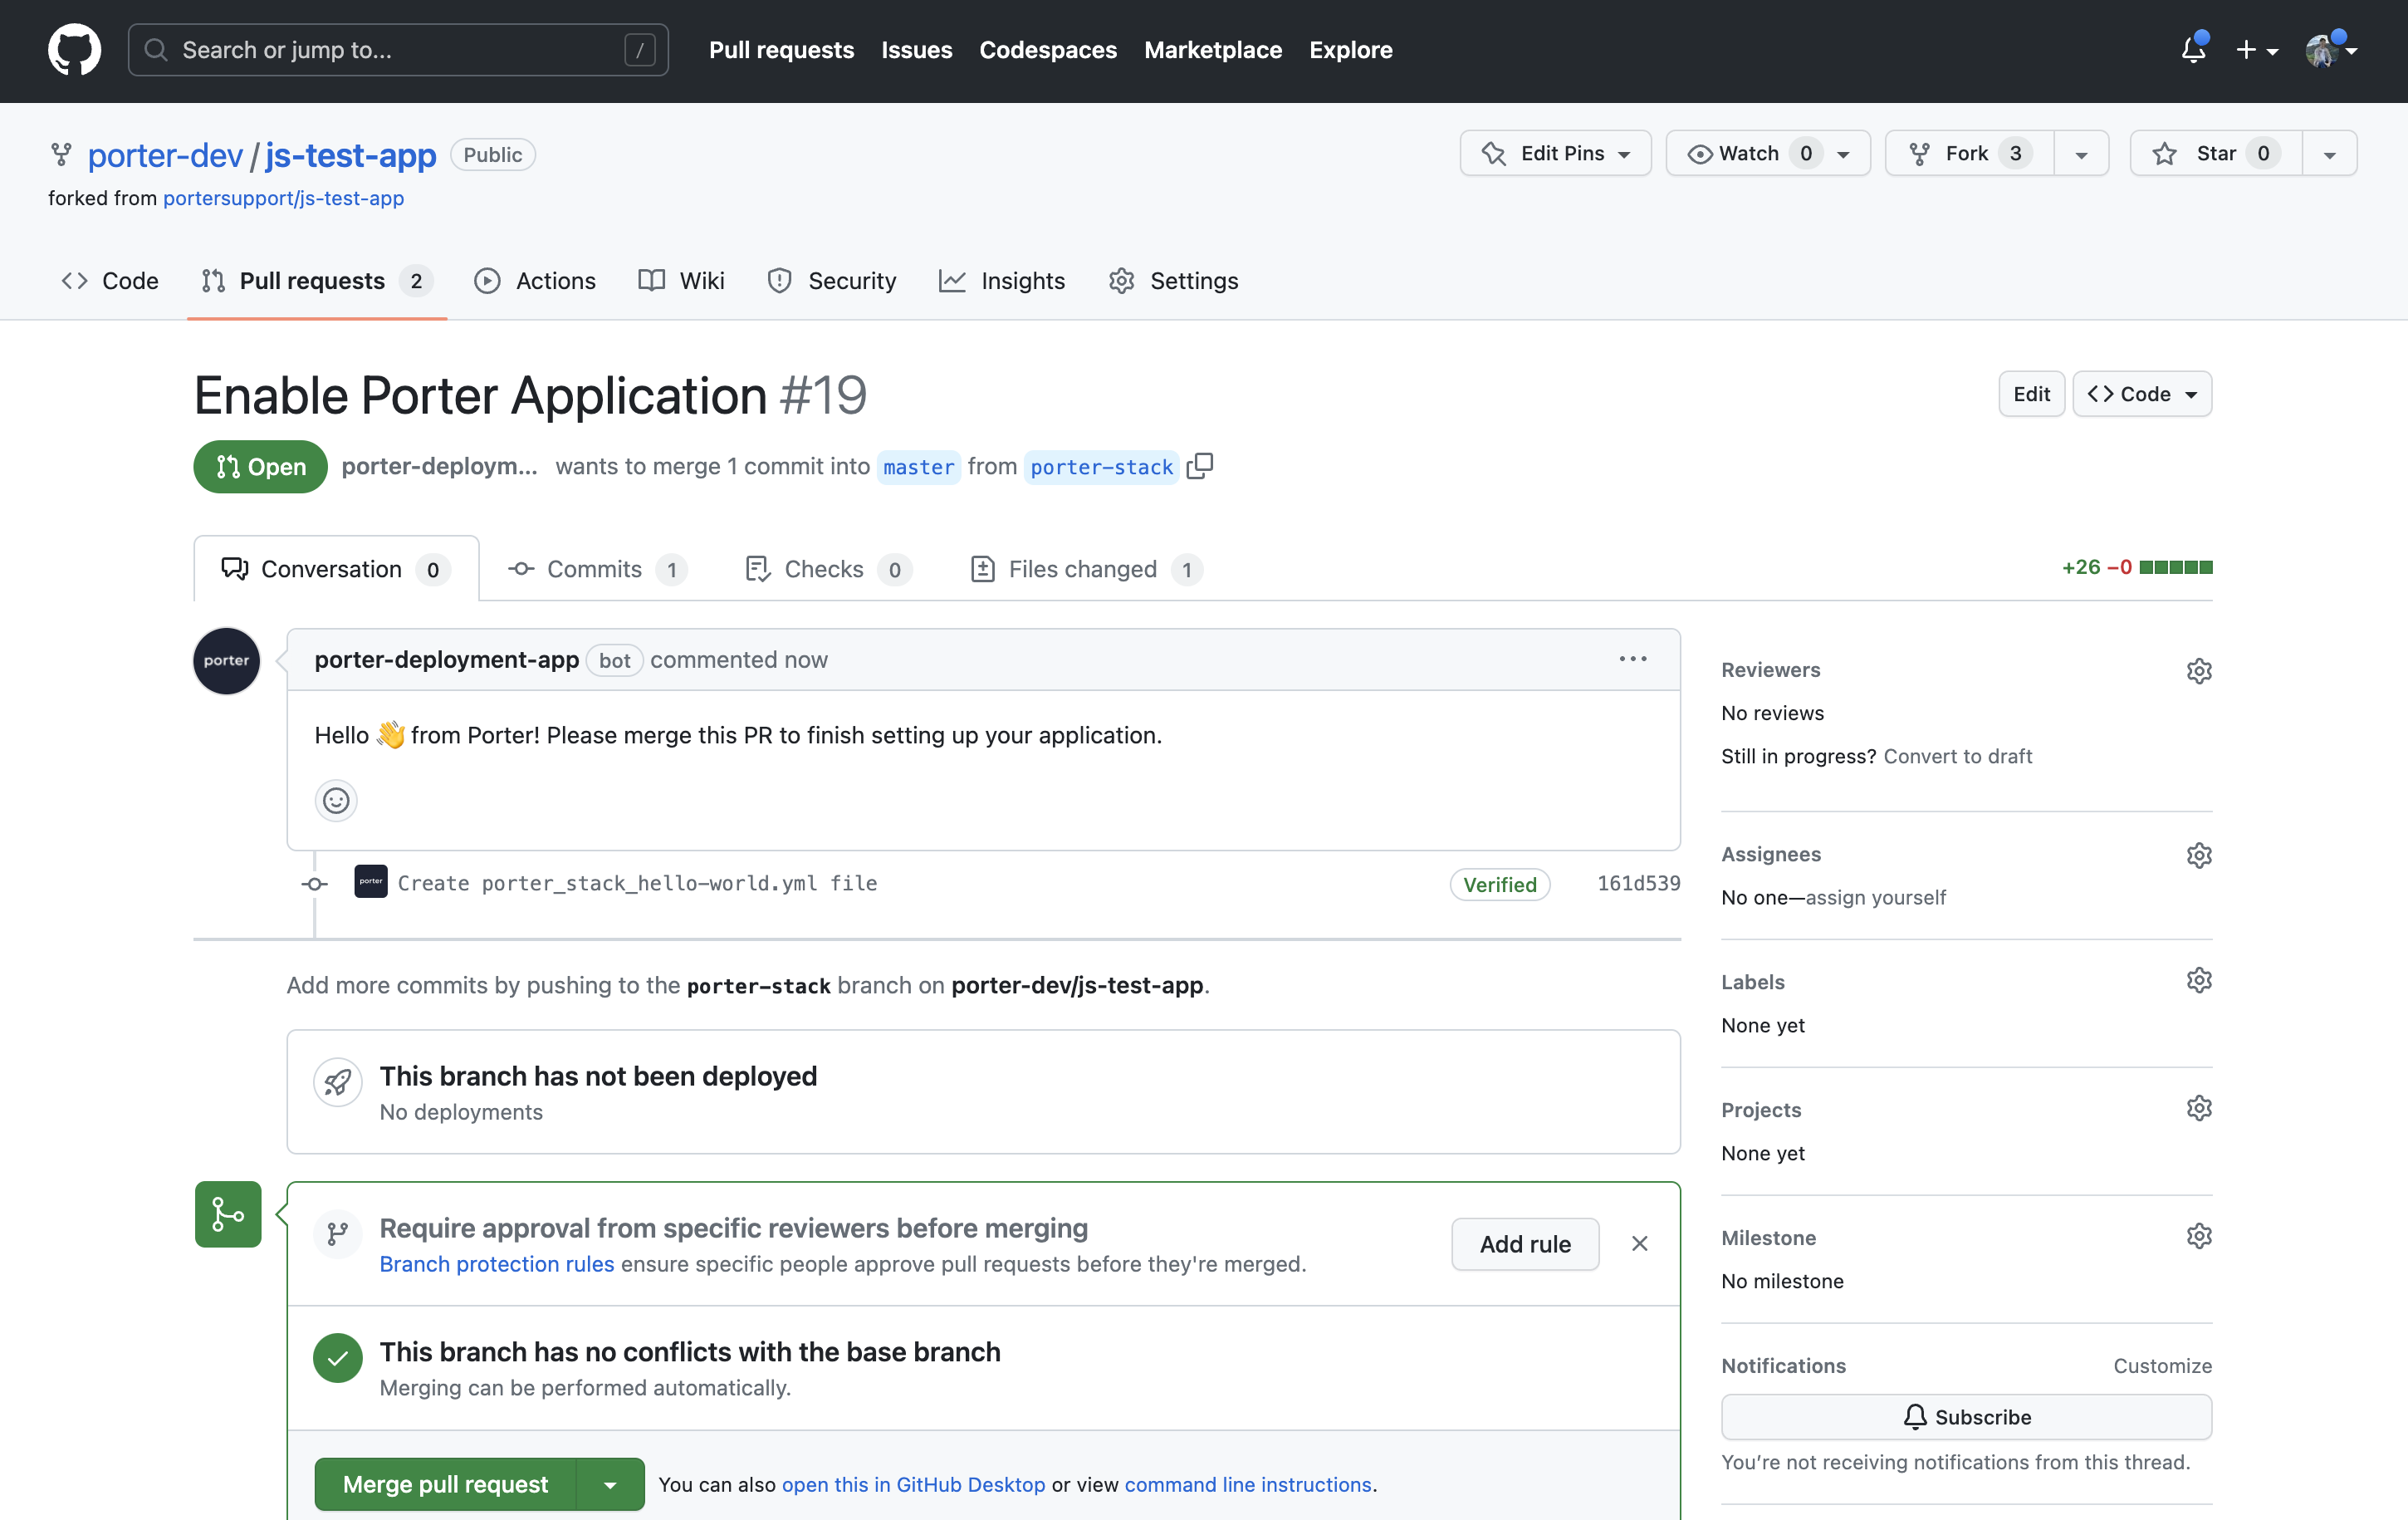 Search or jump to... /
Pull requests Issues Codespaces Marketplace Explore
porter-dev / js-test-app Public
Edit Pins Watch 0 Fork 3 Star 0
forked from portersupport/js-test-app
Code Pull requests 2 Actions Wiki Security Insights Settings
Enable Porter Application #19
Edit <> Code
Open porter-deploym... wants to merge 1 commit into master from porter-stack
Conversation 0 Commits 1 Checks 0 Files changed 1
+26 −0
porter
porter-deployment-app bot commented now
Hello 👋 from Porter! Please merge this PR to finish setting up your application.
porter Create porter_stack_hello-world.yml file Verified 161d539
Add more commits by pushing to the porter-stack branch on porter-dev/js-test-app.
This branch has not been deployed
No deployments
Require approval from specific reviewers before merging
Branch protection rules ensure specific people approve pull requests before they're merged.
Add rule
This branch has no conflicts with the base branch
Merging can be performed automatically.
Merge pull request You can also open this in GitHub Desktop or view command line instructions.
Reviewers
No reviews
Still in progress? Convert to draft
Assignees
No one—assign yourself
Labels
None yet
Projects
None yet
Milestone
No milestone
Notifications Customize
Subscribe
You’re not receiving notifications from this thread.